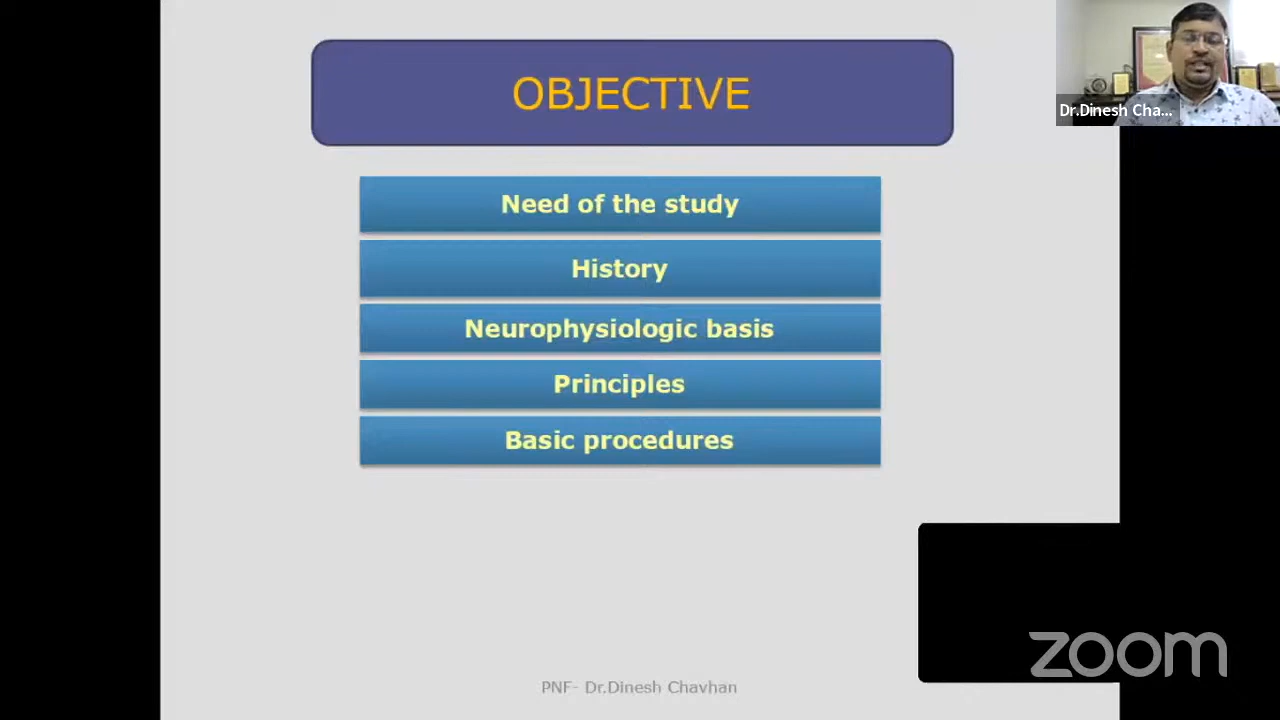 OBJECTIVE
Dr.Dinesh Cha...
Need of the study
History
Neurophysiologic basis
Principles
Basic procedures
zoom
PNF- Dr.Dinesh Chavhan